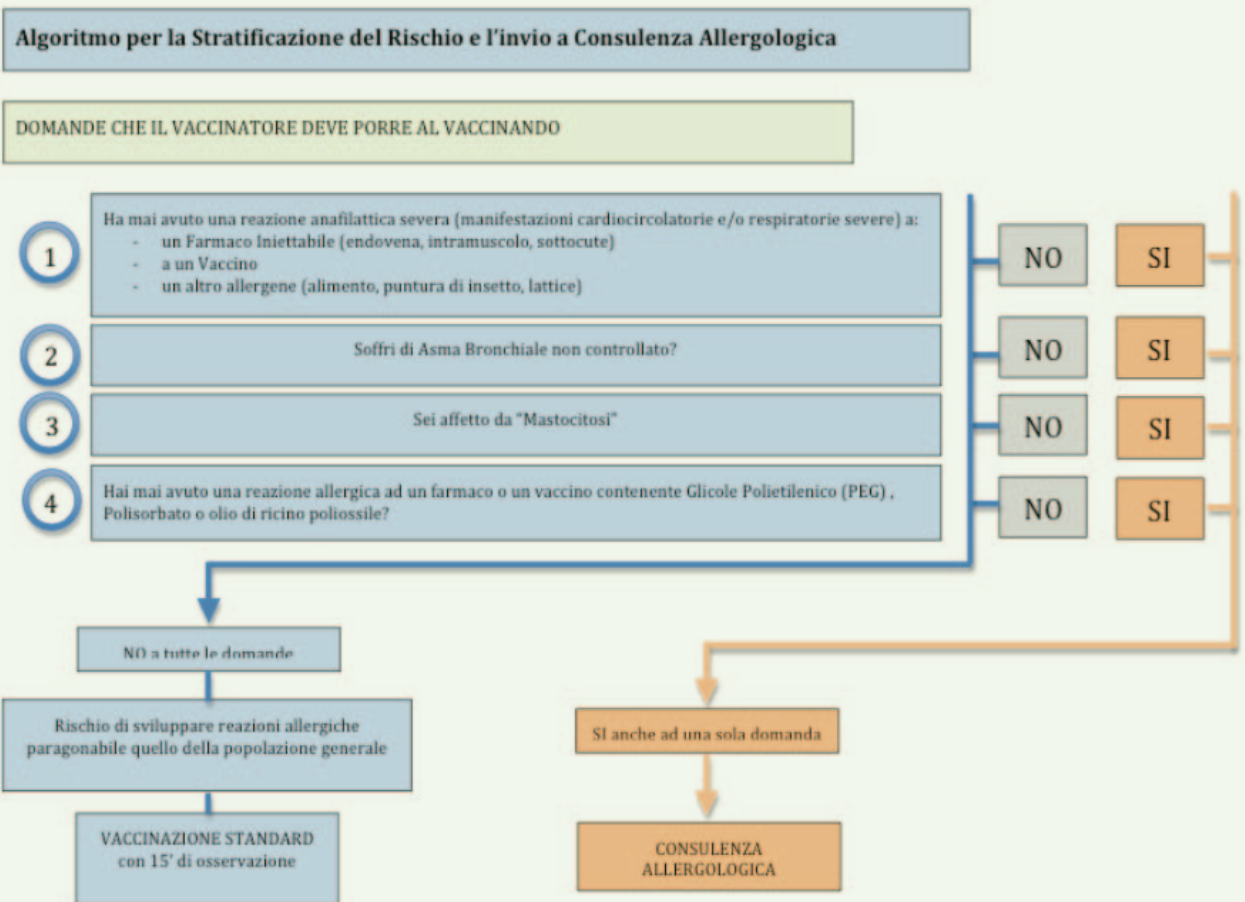 Algoritmo per la Stratificazione del Rischio e l'invio a Consulenza Allergologica
DOMANDE CHE IL VACCINATORE DEVE PORRE AL VACCINANDO
1
Ha mai avuto una reazione anafilattica severa (manifestazioni cardiocircolatorie e/o respiratorie severe) a:
- un Farmaco Iniettabile (endovena, intramuscolo, sottocute)
- a un Vaccino
- un altro allergene (alimento, puntura di insetto, lattice)
NO
SI
2
Soffri di Asma Bronchiale non controllato?
NO
SI
3
Sei affetto da "Mastocitosi"
NO
SI
4
Hai mai avuto una reazione allergica ad un farmaco o un vaccino contenente Glicole Polietilenico (PEG) ,
Polisorbato o olio di ricino poliossile?
NO
SI
NO a tutte le domande
Rischio di sviluppare reazioni allergiche
paragonabile quello della popolazione generale
VACCINAZIONE STANDARD
con 15' di osservazione
SI anche ad una sola domanda
CONSULENZA
ALLERGOLOGICA